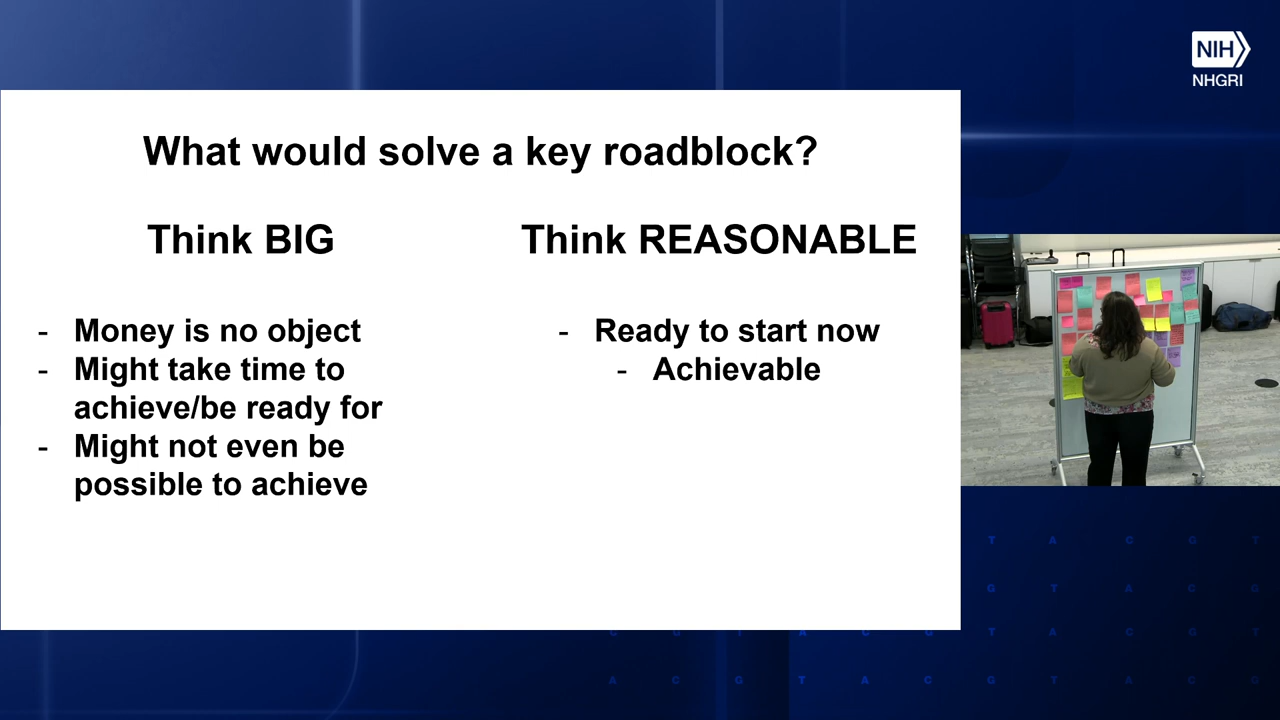 NIH
NHGRI
What would solve a key roadblock?
Think BIG
- Money is no object
- Might take time to
achieve/be ready for
- Might not even be
possible to achieve
Think REASONABLE
- Ready to start now
- Achievable
T A C G T
G T A C G
C G T A C G T A C G T
A C G T A C G T A C G